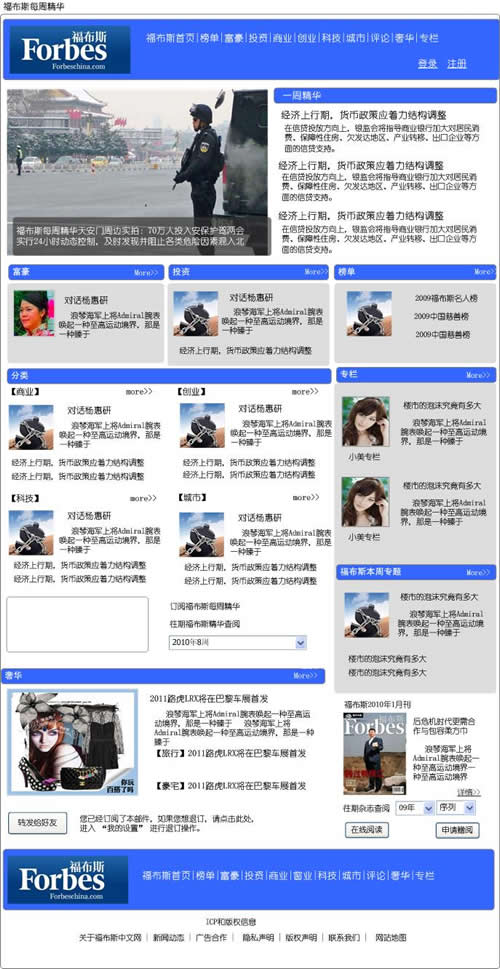 福布斯每周精华
福布斯
Forbes
Forbeschina.com
福布斯首页|榜单|富豪|投资|商业|创业|科技|城市|评论|奢华|专栏
登录 注册
福布斯每周精华天安门周边实拍：70万人投入安保护寇两会
实行24小时动态控制，及时发现并阻止各类危险因素观入北
一周精华
经济上行期，货币政策应着力结构调整
在信贷投放方向上，银监会将指导商业银行加大对居民消
费、保障性住房、欠发达地区、产业转移、出口企业等方
面的信贷支持。
经济上行期，货币政策应着力结构调整
在信贷投放方向上，银监会将指导商业银行加大对居民消
费、保障性住房、欠发达地区、产业转移、出口企业等方
面的信贷支持。
经济上行期，货币政策应着力结构调整
在信贷投放方向上，银监会将指导商业银行加大对居民消
费、保障性住房、欠发达地区、产业转移、出口企业等方
面的信贷支持。
富豪 More>>
对话杨惠研
浪琴海军上将Admiral腕表
唤起一种至高运动境界，那是
一种臻于
投资 More>>
对话杨惠研
浪琴海军上将Admiral腕表
唤起一种至高运动境界，那是
一种臻于
经济上行期，货币政策应着力结构调整
榜单 More>>
2009福布斯名人榜
2009中国慈善榜
2009中国慈善榜
分类
【商业】 more>>
对话杨惠研
浪琴海军上将Admiral腕表
唤起一种至高运动境界，那是
一种臻于
经济上行期，货币政策应着力结构调整
经济上行期，货币政策应着力结构调整
【创业】 more>>
对话杨惠研
浪琴海军上将Admiral腕表
唤起一种至高运动境界，那是
一种臻于
经济上行期，货币政策应着力结构调整
经济上行期，货币政策应着力结构调整
【科技】 more>>
对话杨惠研
浪琴海军上将Admiral腕表
唤起一种至高运动境界，那是
一种臻于
经济上行期，货币政策应着力结构调整
经济上行期，货币政策应着力结构调整
【城市】 more>>
对话杨惠研
浪琴海军上将Admiral腕表
唤起一种至高运动境界，那是
一种臻于
经济上行期，货币政策应着力结构调整
经济上行期，货币政策应着力结构调整
专栏 More>>
楼市的泡沫究竟有多大
浪琴海军上将Admiral腕
表唤起一种至高运动境
界，那是一种臻于
小美专栏
楼市的泡沫究竟有多大
浪琴海军上将Admiral腕
表唤起一种至高运动境
界，那是一种臻于
小美专栏
福布斯本周专题 More>>
楼市的泡沫究竟有多大
浪琴海军上将Admiral
腕表唤起一种至高运动境
界，那是一种臻于
楼市的泡沫究竟有多大
楼市的泡沫究竟有多大
订阅福布斯每周精华
往期福布斯精华查阅
2010年8周
奢华 More>>
你玩
百搭了吗
2011路虎LRX将在巴黎车展首发
浪琴海军上将Admiral腕表唤起一种至高
运动境界，那是一种臻于 浪琴海军上将
Admiral腕表唤起一种至高运动境界，那是一种
臻于
【旅行】2011路虎LRX将在巴黎车展首发
【豪宅】2011路虎LRX将在巴黎车展首发
福布斯2010年1月刊
福布斯
Forbes
后危机时代更需合
作与包容柔方巾
浪琴海军上将
Admiral腕表唤起一
种至高运动境界一
种至高运动境界
详情>>
往期杂志查阅 09年 序列
在线阅读 申请赠阅
转发给好友
您已经订阅了本邮件，如果您想退订，请点击此处，
进入 “我的设置” 进行退订操作。
福布斯
Forbes
Forbeschina.com
福布斯首页|榜单|富豪|投资|商业|窗业|科技|城市|评论|奢华|专栏
ICP和版权信息
关于福布斯中文网 | 新闻动态 | 广告合作 | 隐私声明 | 版权声明 | 联系我们 | 网站地图